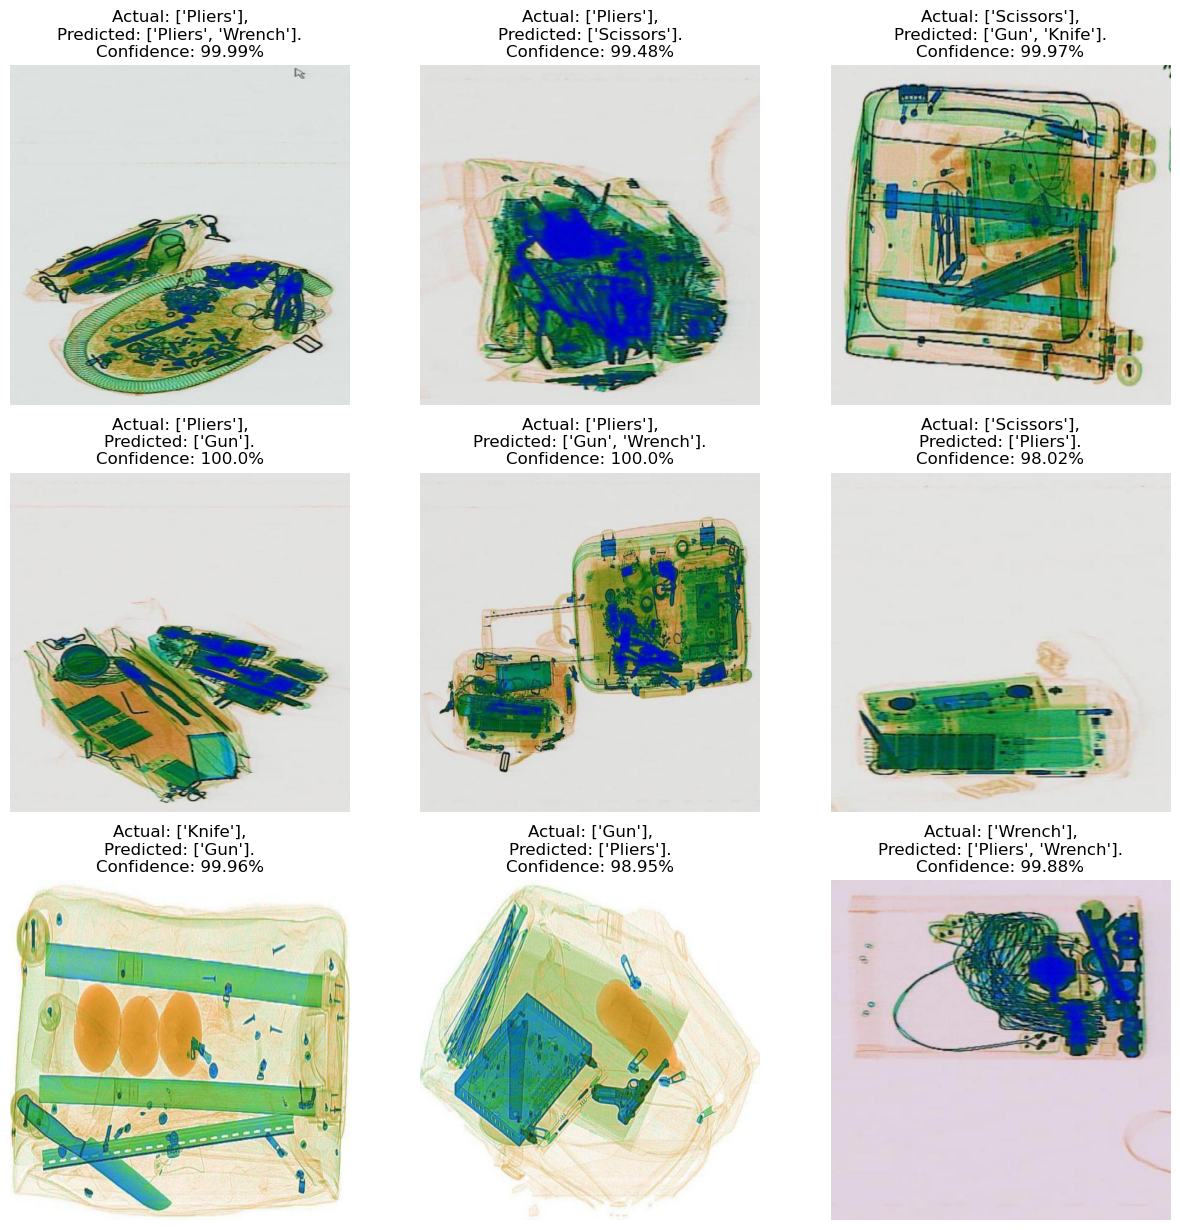 Actual: ['Pliers'],
Predicted: ['Pliers', 'Wrench'].
Confidence: 99.99%
Actual: ['Pliers'],
Predicted: ['Scissors'].
Confidence: 99.48%
Actual: ['Scissors'],
Predicted: ['Gun', 'Knife'].
Confidence: 99.97%
Actual: ['Pliers'],
Predicted: ['Gun'].
Confidence: 100.0%
Actual: ['Pliers'],
Predicted: ['Gun', 'Wrench'].
Confidence: 100.0%
Actual: ['Scissors'],
Predicted: ['Pliers'].
Confidence: 98.02%
Actual: ['Knife'],
Predicted: ['Gun'].
Confidence: 99.96%
Actual: ['Gun'],
Predicted: ['Pliers'].
Confidence: 98.95%
Actual: ['Wrench'],
Predicted: ['Pliers', 'Wrench'].
Confidence: 99.88%